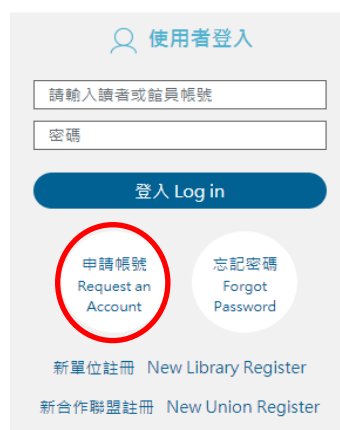 使用者登入
請輸入讀者或館員帳號
密碼
登入 Log in
申請帳號
Request an
Account
忘記密碼
Forgot
Password
新單位註冊 New Library Register
新合作聯盟註冊 New Union Register